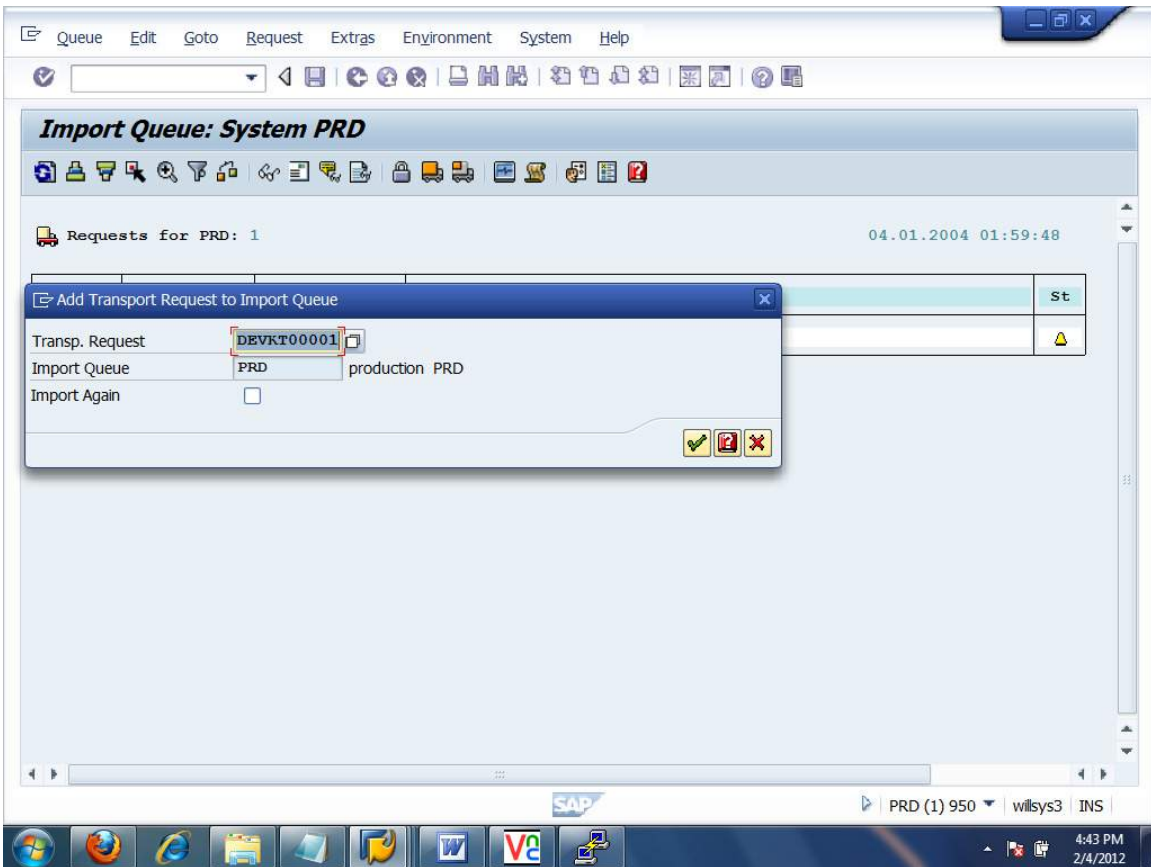 Queue Edit Goto Request Extras Environment System Help
Import Queue: System PRD
Requests for PRD: 1 04.01.2004 01:59:48
St
Add Transport Request to Import Queue
Transp. Request DEVKT00001
Import Queue PRD production PRD
Import Again
SAP
PRD (1) 950 willsys3 INS
W
V2
4:43 PM
2/4/2012